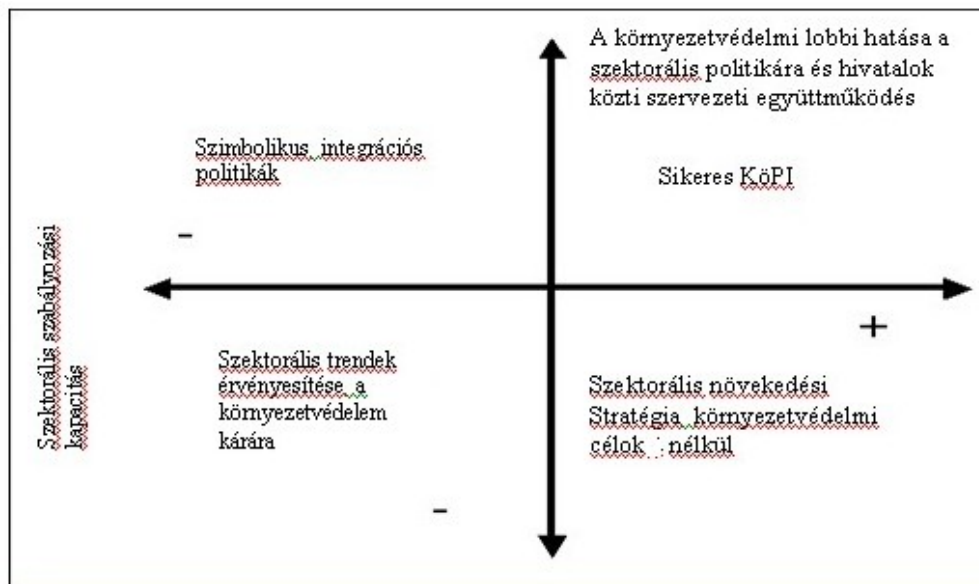 A környezetvédelmi lobbi hatása a
szektorális politikára és hivatalok
közti szervezeti együttműködés
Szimbolikus, integrációs
politikák
Sikeres KöPI
-
Szektorális szabályozási
kapacitás
+
Szektorális trendek
érvényesítése a
környezetvédelem
kárára
Szektorális növekedési
Stratégia, környezetvédelmi
célok nélkül
-